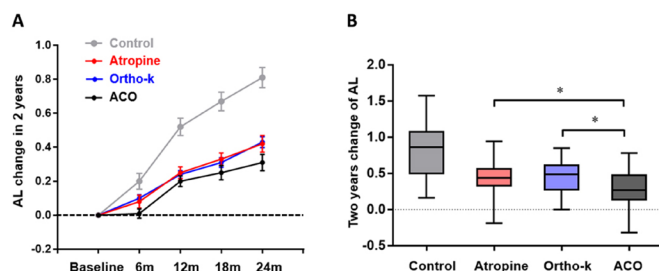 A
AL change in 2 years
1.0
0.8
0.6
0.4
0.2
0.0
-0.2
Control
Atropine
Ortho-k
ACO
Baseline 6m 12m 18m 24m
B
Two years change of AL
2.0
1.5
1.0
0.5
0.0
-0.5
*
*
Control Atropine Ortho-k ACO